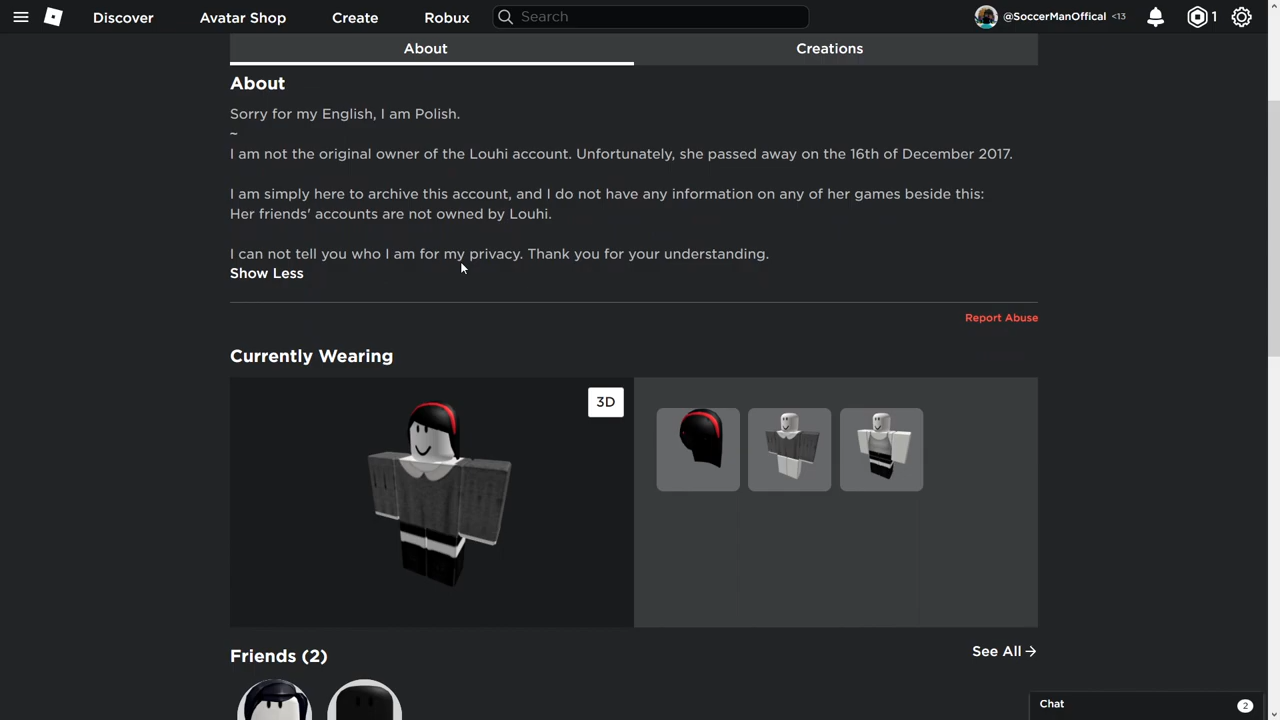 Discover
Avatar Shop
Create
Robux
Search
@SoccerManOffical <13
1
About
Creations
About
Sorry for my English, I am Polish.
~
I am not the original owner of the Louhi account. Unfortunately, she passed away on the 16th of December 2017.
I am simply here to archive this account, and I do not have any information on any of her games beside this:
Her friends' accounts are not owned by Louhi.
I can not tell you who I am for my privacy. Thank you for your understanding.
Show Less
Report Abuse
Currently Wearing
3D
Friends (2)
See All
Chat
2